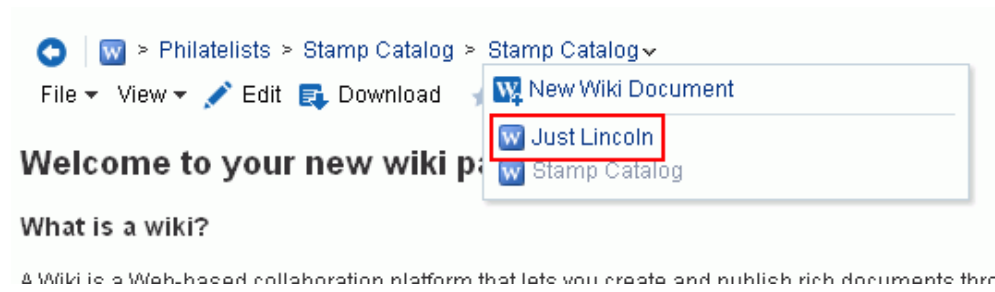 W > Philatelists > Stamp Catalog > Stamp Catalog
File View Edit Download
W New Wiki Document
W Just Lincoln
W Stamp Catalog
Welcome to your new wiki
What is a wiki?
A Wiki is a Web-based collaboration platform that lets you create and publish rich documents